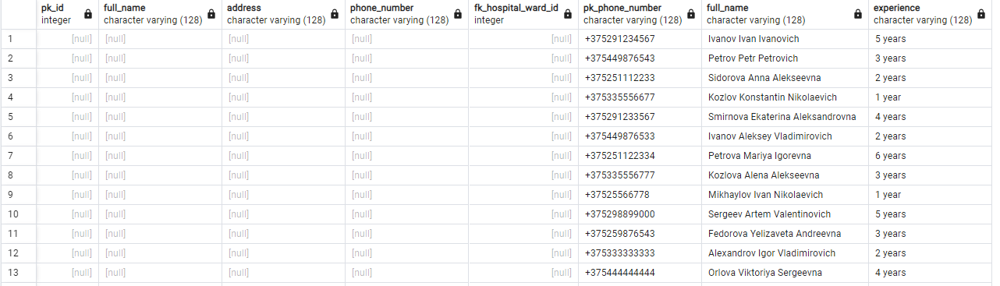 pk_id full_name address phone_number fk_hospital_ward_id pk_phone_number full_name experience
integer character varying (128) character varying (128) character varying (128) integer character varying (128) character varying (128) character varying (128)
1 [null] [null] [null] [null] [null] +375291234567 Ivanov Ivan Ivanovich 5 years
2 [null] [null] [null] [null] [null] +375449876543 Petrov Petr Petrovich 3 years
3 [null] [null] [null] [null] [null] +375251112233 Sidorova Anna Alekseevna 2 years
4 [null] [null] [null] [null] [null] +375335556677 Kozlov Konstantin Nikolaevich 1 year
5 [null] [null] [null] [null] [null] +375291233567 Smirnova Ekaterina Aleksandrovna 4 years
6 [null] [null] [null] [null] [null] +375449876533 Ivanov Aleksey Vladimirovich 2 years
7 [null] [null] [null] [null] [null] +375251122334 Petrova Mariya Igorevna 6 years
8 [null] [null] [null] [null] [null] +375335556777 Kozlova Alena Alekseevna 3 years
9 [null] [null] [null] [null] [null] +37525566778 Mikhaylov Ivan Nikolaevich 1 year
10 [null] [null] [null] [null] [null] +375298899000 Sergeev Artem Valentinovich 5 years
11 [null] [null] [null] [null] [null] +375259876543 Fedorova Yelizaveta Andreevna 3 years
12 [null] [null] [null] [null] [null] +375333333333 Alexandrov Igor Vladimirovich 2 years
13 [null] [null] [null] [null] [null] +375444444444 Orlova Viktoriya Sergeevna 4 years